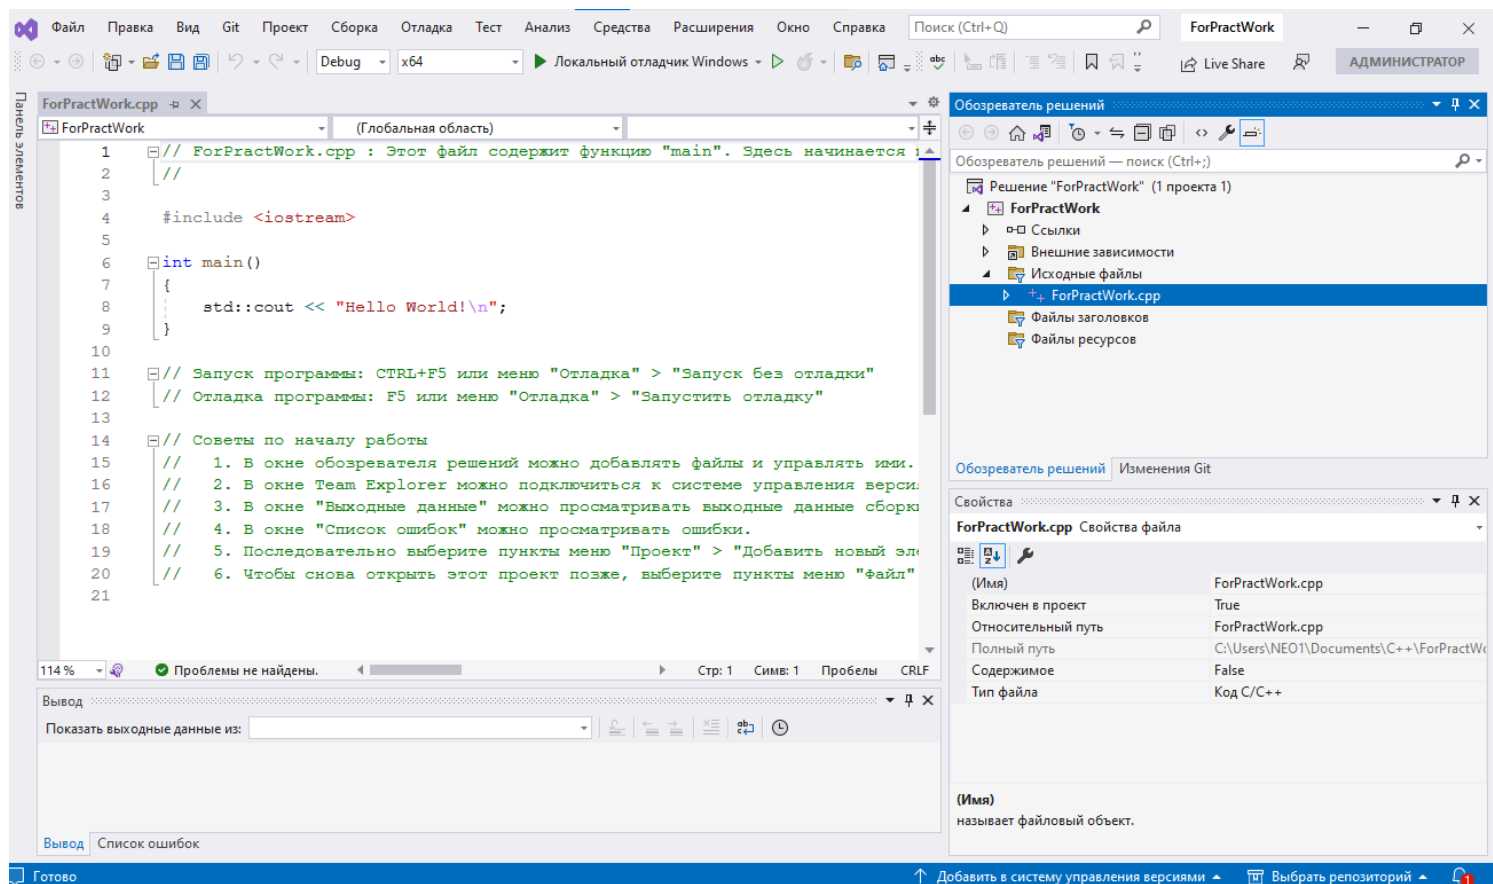 Файл Правка Вид Git Проект Сборка Отладка Тест Анализ Средства Расширения Окно Справка Поиск (Ctrl+Q) ForPractWork
Debug x64 Локальный отладчик Windows Live Share АДМИНИСТРАТОР
Панель элементов
ForPractWork.cpp
ForPractWork (Глобальная область)
1 // ForPractWork.cpp : Этот файл содержит функцию "main". Здесь начинается
2 //
3
4 #include <iostream>
5
6 int main()
7 {
8 std::cout << "Hello World!\n";
9 }
10
11 // Запуск программы: CTRL+F5 или меню "Отладка" > "Запуск без отладки"
12 // Отладка программы: F5 или меню "Отладка" > "Запустить отладку"
13
14 // Советы по началу работы
15 // 1. В окне обозревателя решений можно добавлять файлы и управлять ими.
16 // 2. В окне Team Explorer можно подключиться к системе управления верси
17 // 3. В окне "Выходные данные" можно просматривать выходные данные сборк
18 // 4. В окне "Список ошибок" можно просматривать ошибки.
19 // 5. Последовательно выберите пункты меню "Проект" > "Добавить новый эле
20 // 6. Чтобы снова открыть этот проект позже, выберите пункты меню "Файл"
21
114 % Проблемы не найдены. Стр: 1 Симв: 1 Пробелы CRLF
Вывод
Показать выходные данные из:
Вывод Список ошибок
Обозреватель решений
Обозреватель решений — поиск (Ctrl+;)
Решение "ForPractWork" (1 проекта 1)
ForPractWork
Ссылки
Внешние зависимости
Исходные файлы
ForPractWork.cpp
Файлы заголовков
Файлы ресурсов
Обозреватель решений Изменения Git
Свойства
ForPractWork.cpp Свойства файла
(Имя) ForPractWork.cpp
Включен в проект True
Относительный путь ForPractWork.cpp
Полный путь C:\Users\NEO1\Documents\C++\ForPractWo
Содержимое False
Тип файла Код C/C++
(Имя)
называет файловый объект.
Готово Добавить в систему управления версиями Выбрать репозиторий 1